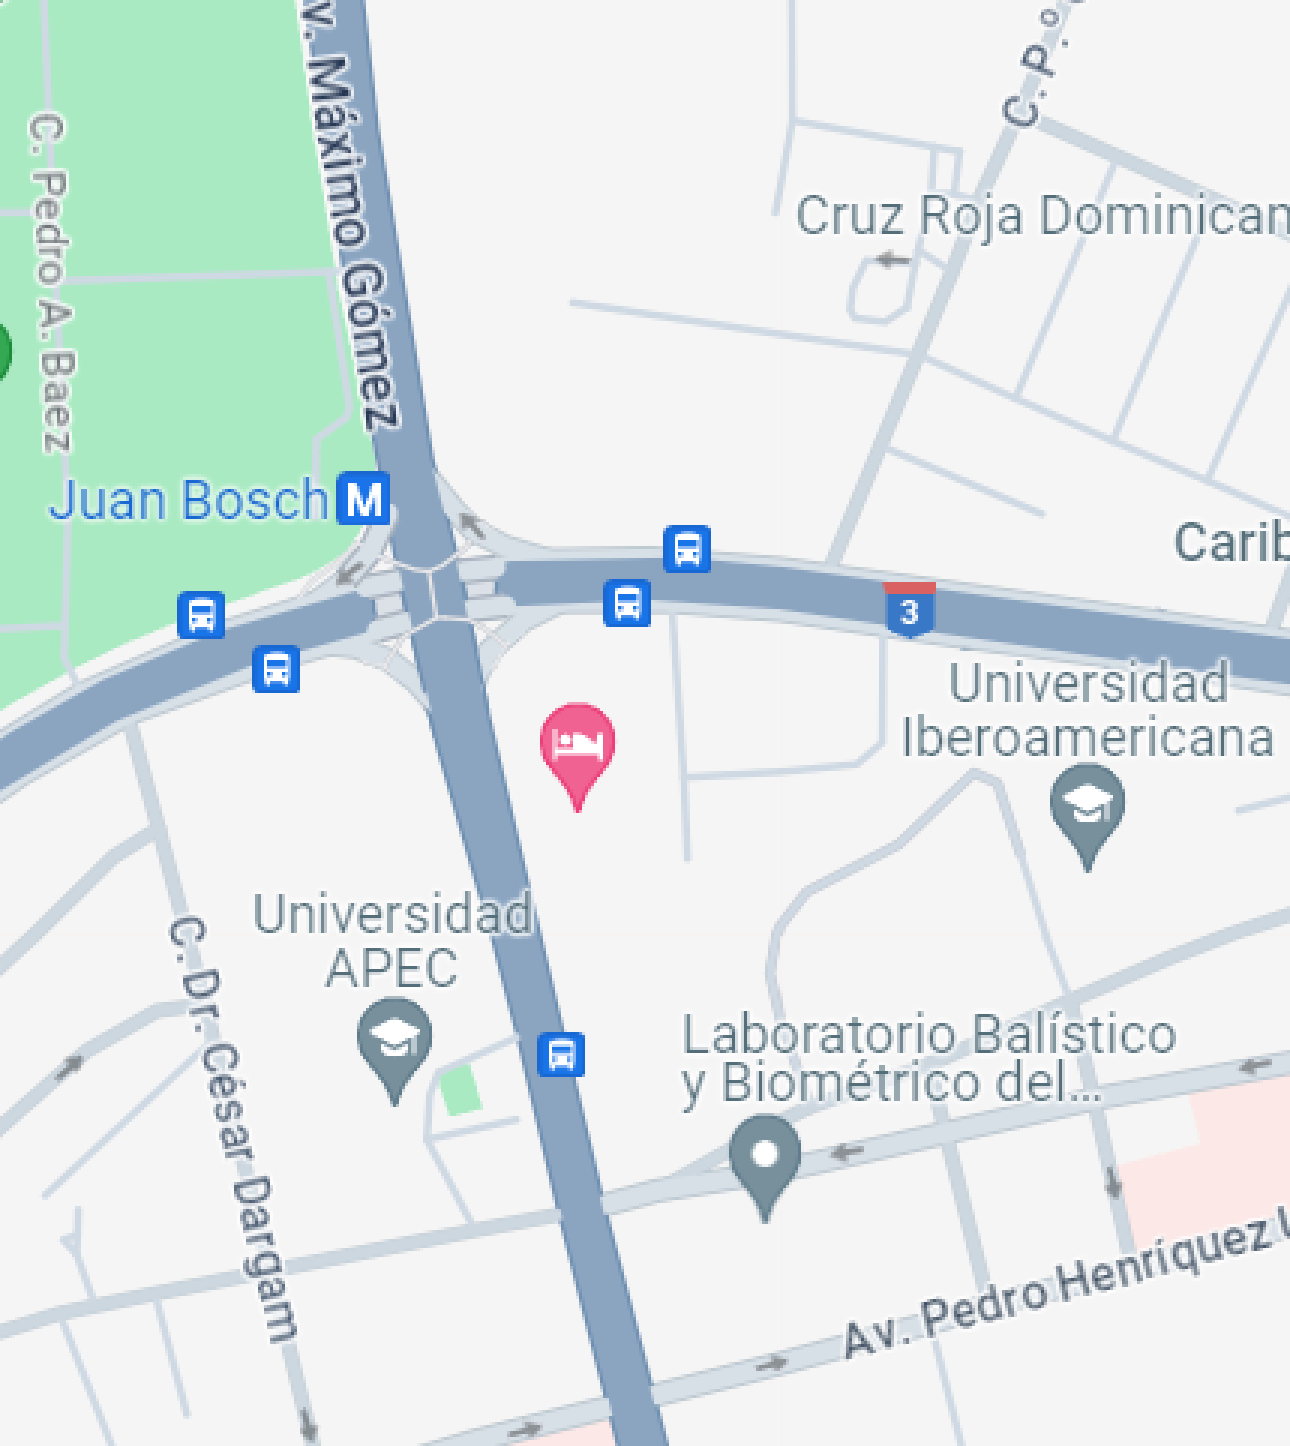 Av. Máximo Gómez
C. P.º
C. Pedro A. Baez
Cruz Roja Dominican
Juan Bosch
M
Carib
3
Universidad
Iberoamericana
Universidad
APEC
C. Dr. César Dargam
Laboratorio Balístico
y Biométrico del...
Av. Pedro Henríquez U